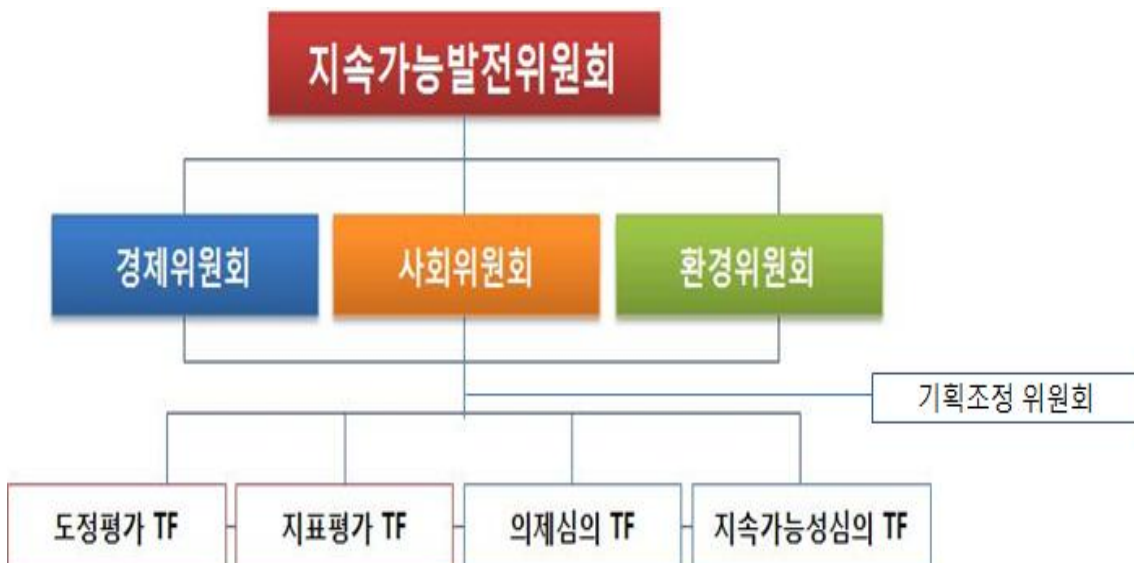 지속가능발전위원회
경제위원회
사회위원회
환경위원회
기획조정 위원회
도정평가 TF
지표평가 TF
의제심의 TF
지속가능성심의 TF